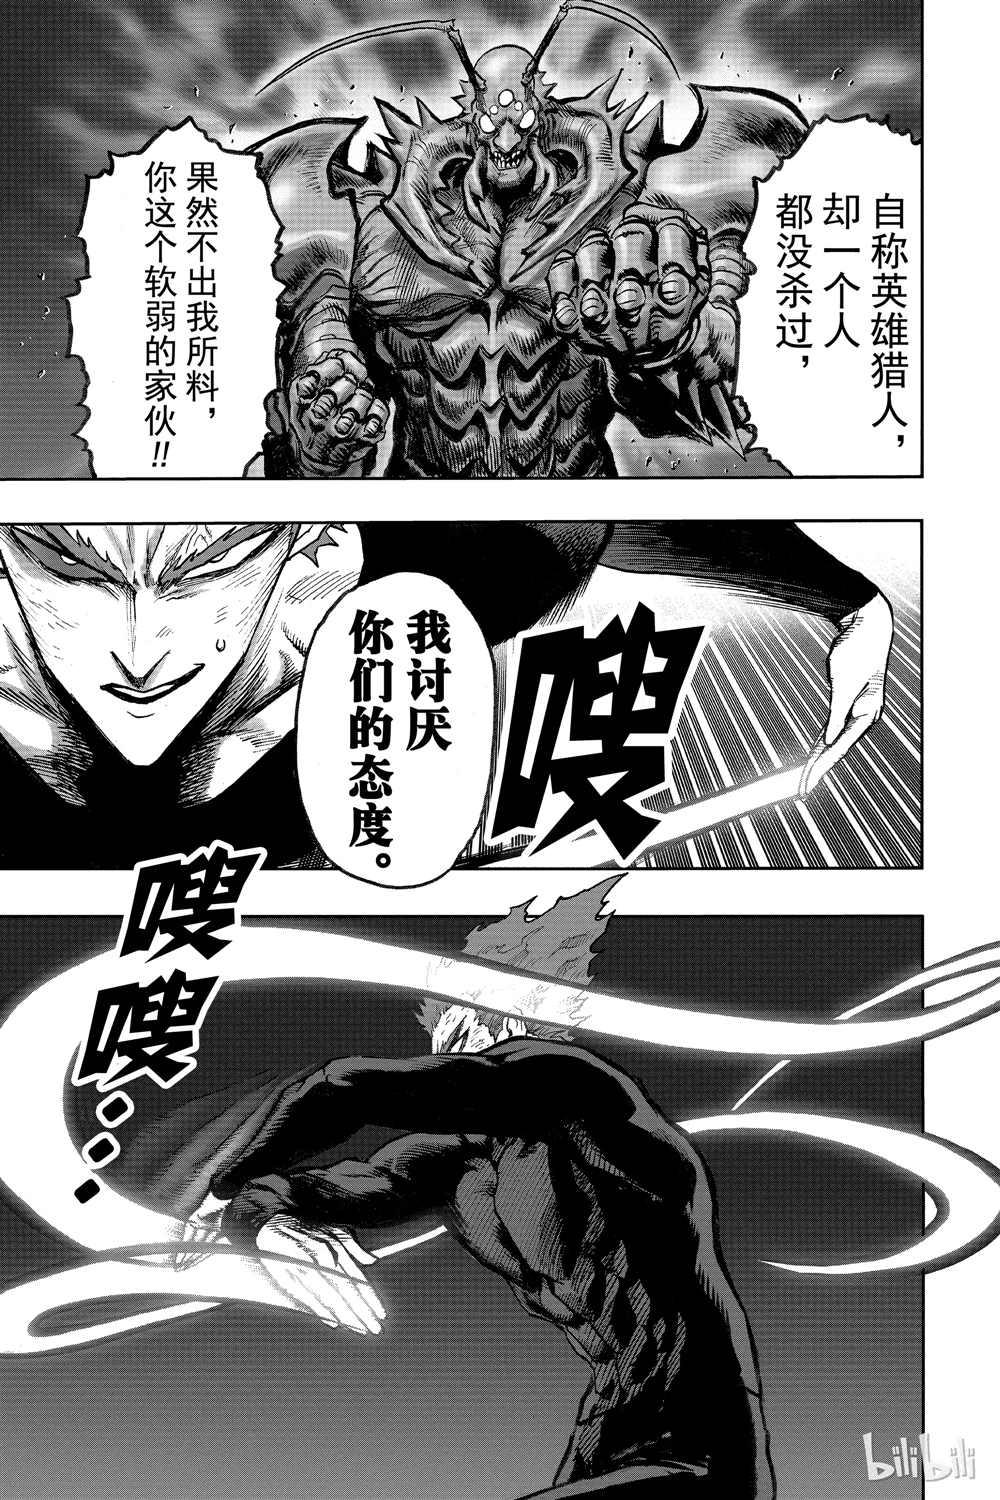 自称英雄猎人，
却一个人
都没杀过，
果然不出我所料，
你这个软弱的家伙!!
嗖
我讨厌
你们的态度。
嗖
嗖
...
bilibili